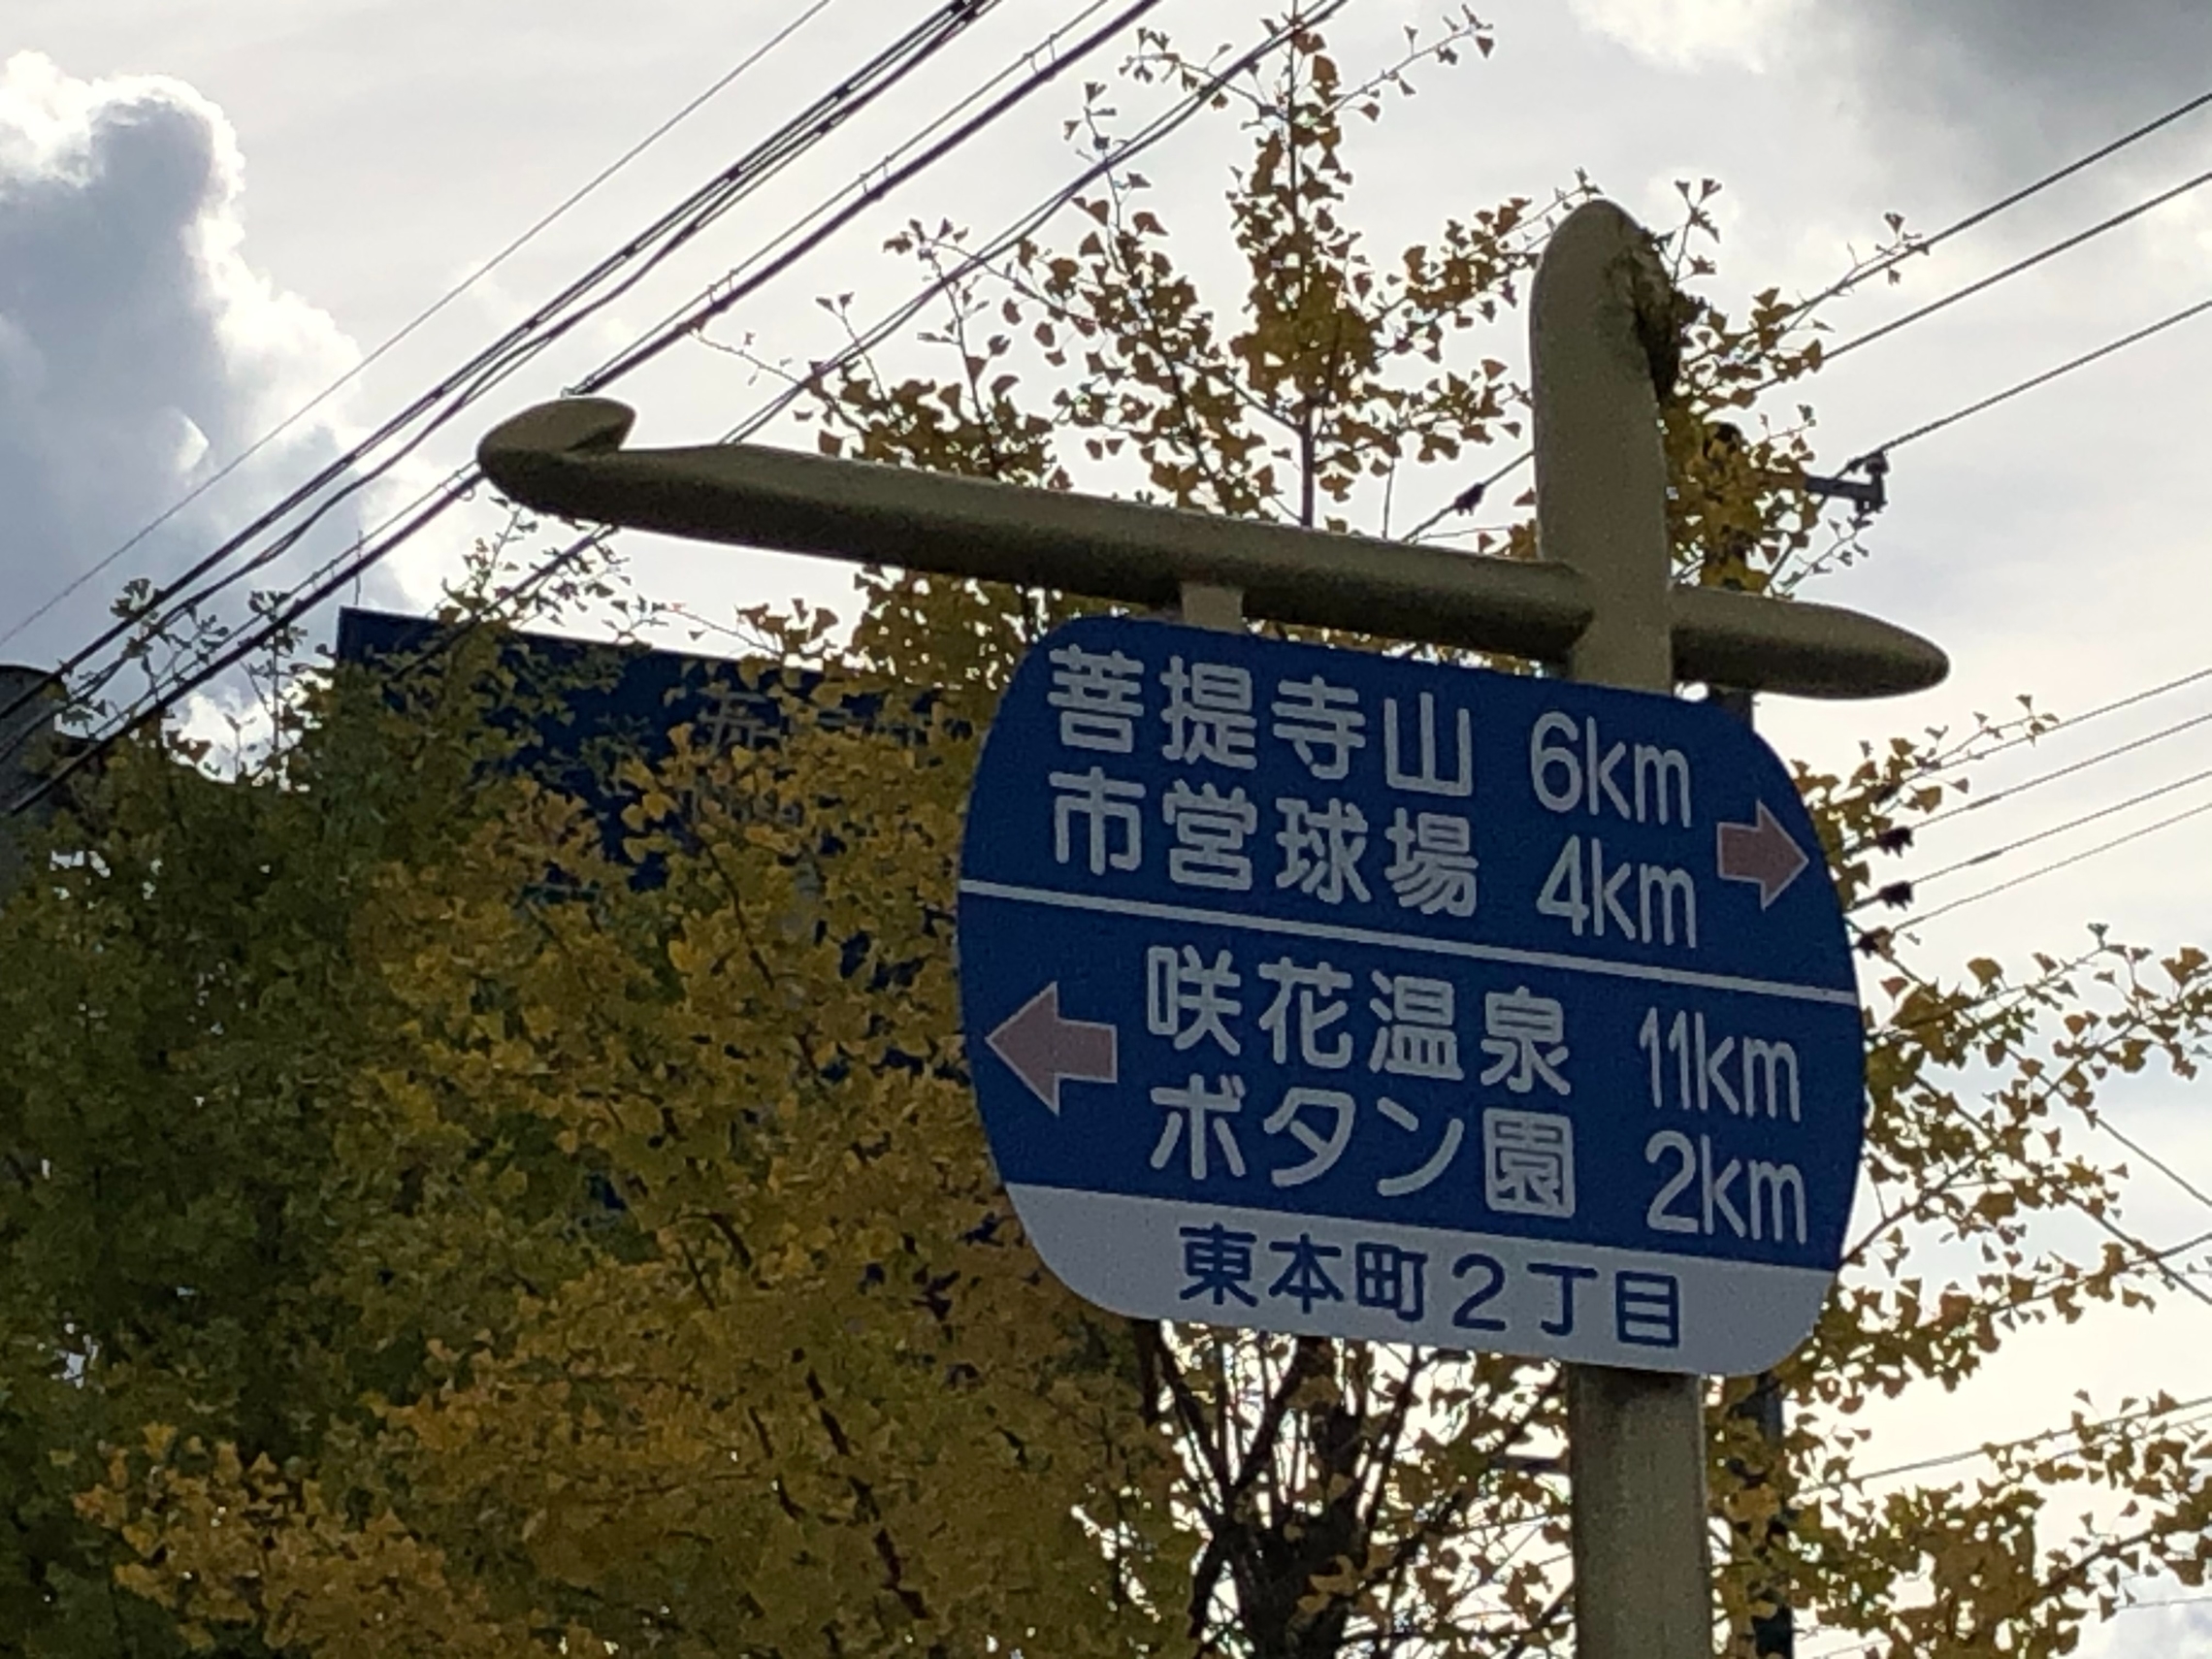 菩提寺山 6km
市営球場 4km
咲花温泉 11km
ボタン園 2km
東本町2丁目